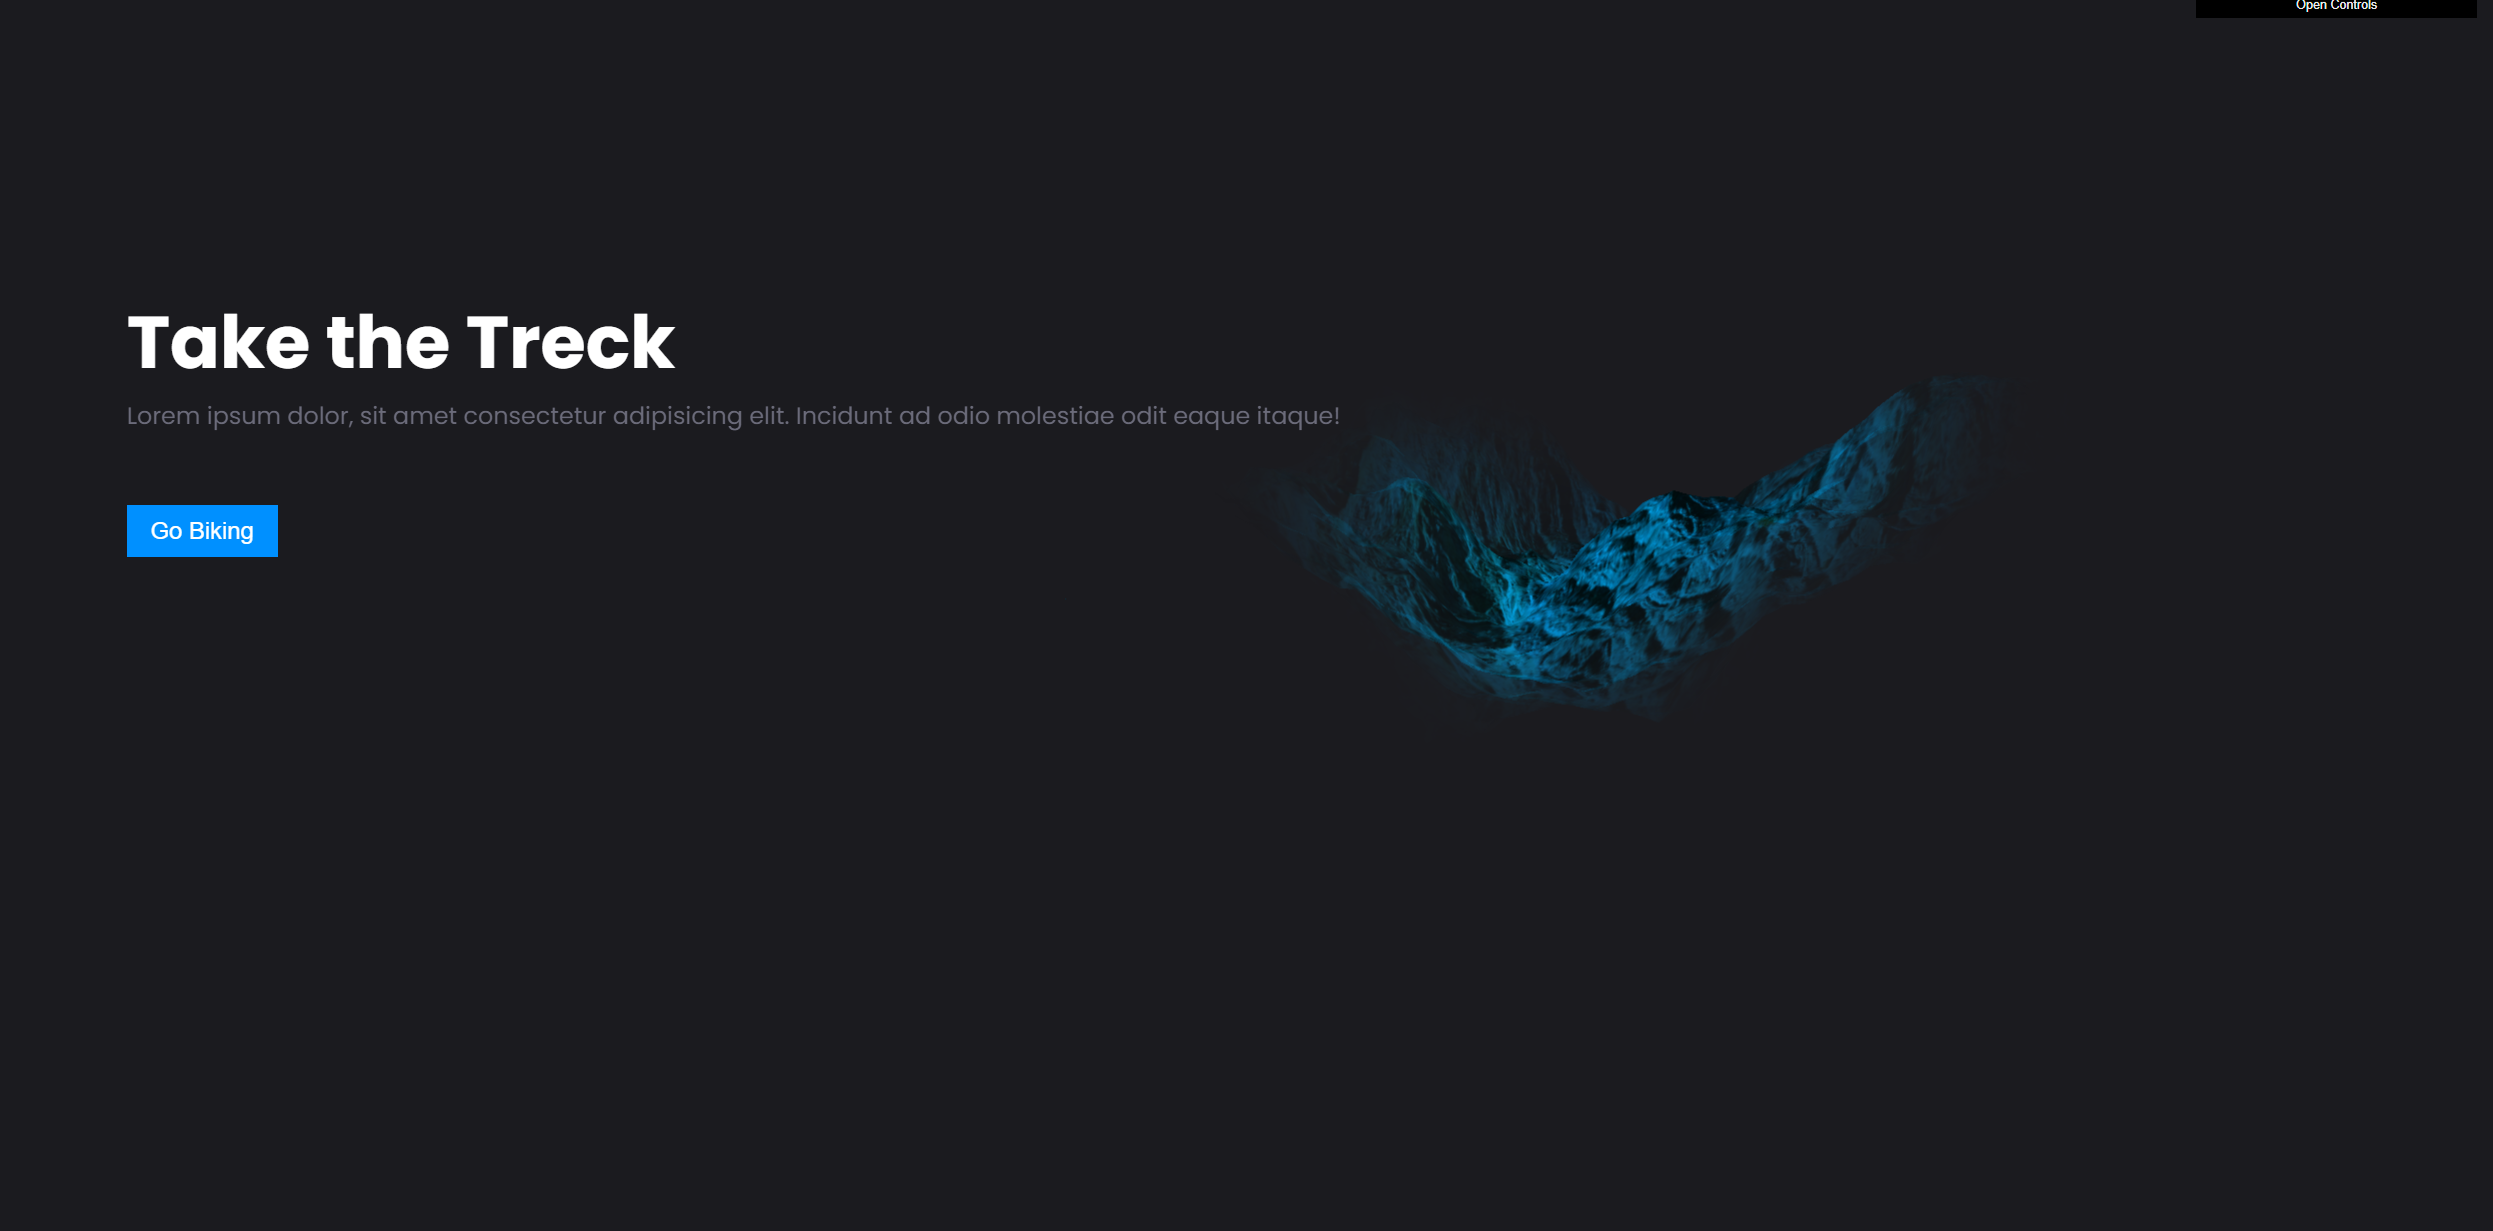 Open Controls
Take the Treck
Lorem ipsum dolor, sit amet consectetur adipisicing elit. Incidunt ad odio molestiae odit eaque itaque!
Go Biking